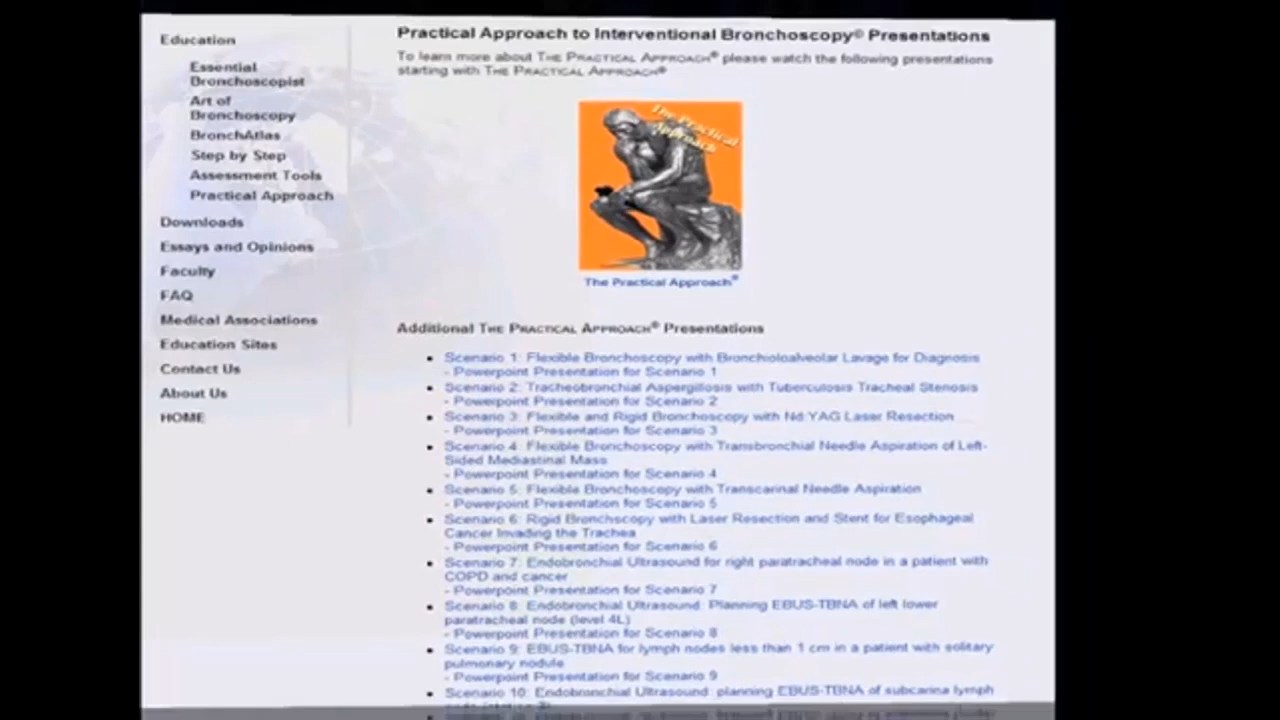 Education
Essential
Bronchoscopist
Art of
Bronchoscopy
BronchAtlas
Step by Step
Assessment Tools
Practical Approach
Downloads
Essays and Opinions
Faculty
FAQ
Medical Associations
Education Sites
Contact Us
About Us
HOME
Practical Approach to Interventional Bronchoscopy® Presentations
To learn more about THE PRACTICAL APPROACH® please watch the following presentations
starting with THE PRACTICAL APPROACH®
The Practical
Approach
The Practical Approach®
Additional THE PRACTICAL APPROACH® Presentations
Scenario 1: Flexible Bronchoscopy with Bronchioloalveolar Lavage for Diagnosis
- Powerpoint Presentation for Scenario 1
Scenario 2: Tracheobronchial Aspergillosis with Tuberculosis Tracheal Stenosis
- Powerpoint Presentation for Scenario 2
Scenario 3: Flexible and Rigid Bronchoscopy with Nd:YAG Laser Resection
- Powerpoint Presentation for Scenario 3
Scenario 4: Flexible Bronchoscopy with Transbronchial Needle Aspiration of Left-
Sided Mediastinal Mass
- Powerpoint Presentation for Scenario 4
Scenario 5: Flexible Bronchoscopy with Transcarinal Needle Aspiration
- Powerpoint Presentation for Scenario 5
Scenario 6: Rigid Bronchscopy with Laser Resection and Stent for Esophageal
Cancer Invading the Trachea
- Powerpoint Presentation for Scenario 6
Scenario 7: Endobronchial Ultrasound for right paratracheal node in a patient with
COPD and cancer
- Powerpoint Presentation for Scenario 7
Scenario 8: Endobronchial Ultrasound: Planning EBUS-TBNA of left lower
paratracheal node (level 4L)
- Powerpoint Presentation for Scenario 8
Scenario 9: EBUS-TBNA for lymph nodes less than 1 cm in a patient with solitary
pulmonary nodule
- Powerpoint Presentation for Scenario 9
Scenario 10: Endobronchial Ultrasound: planning EBUS-TBNA of subcarina lymph